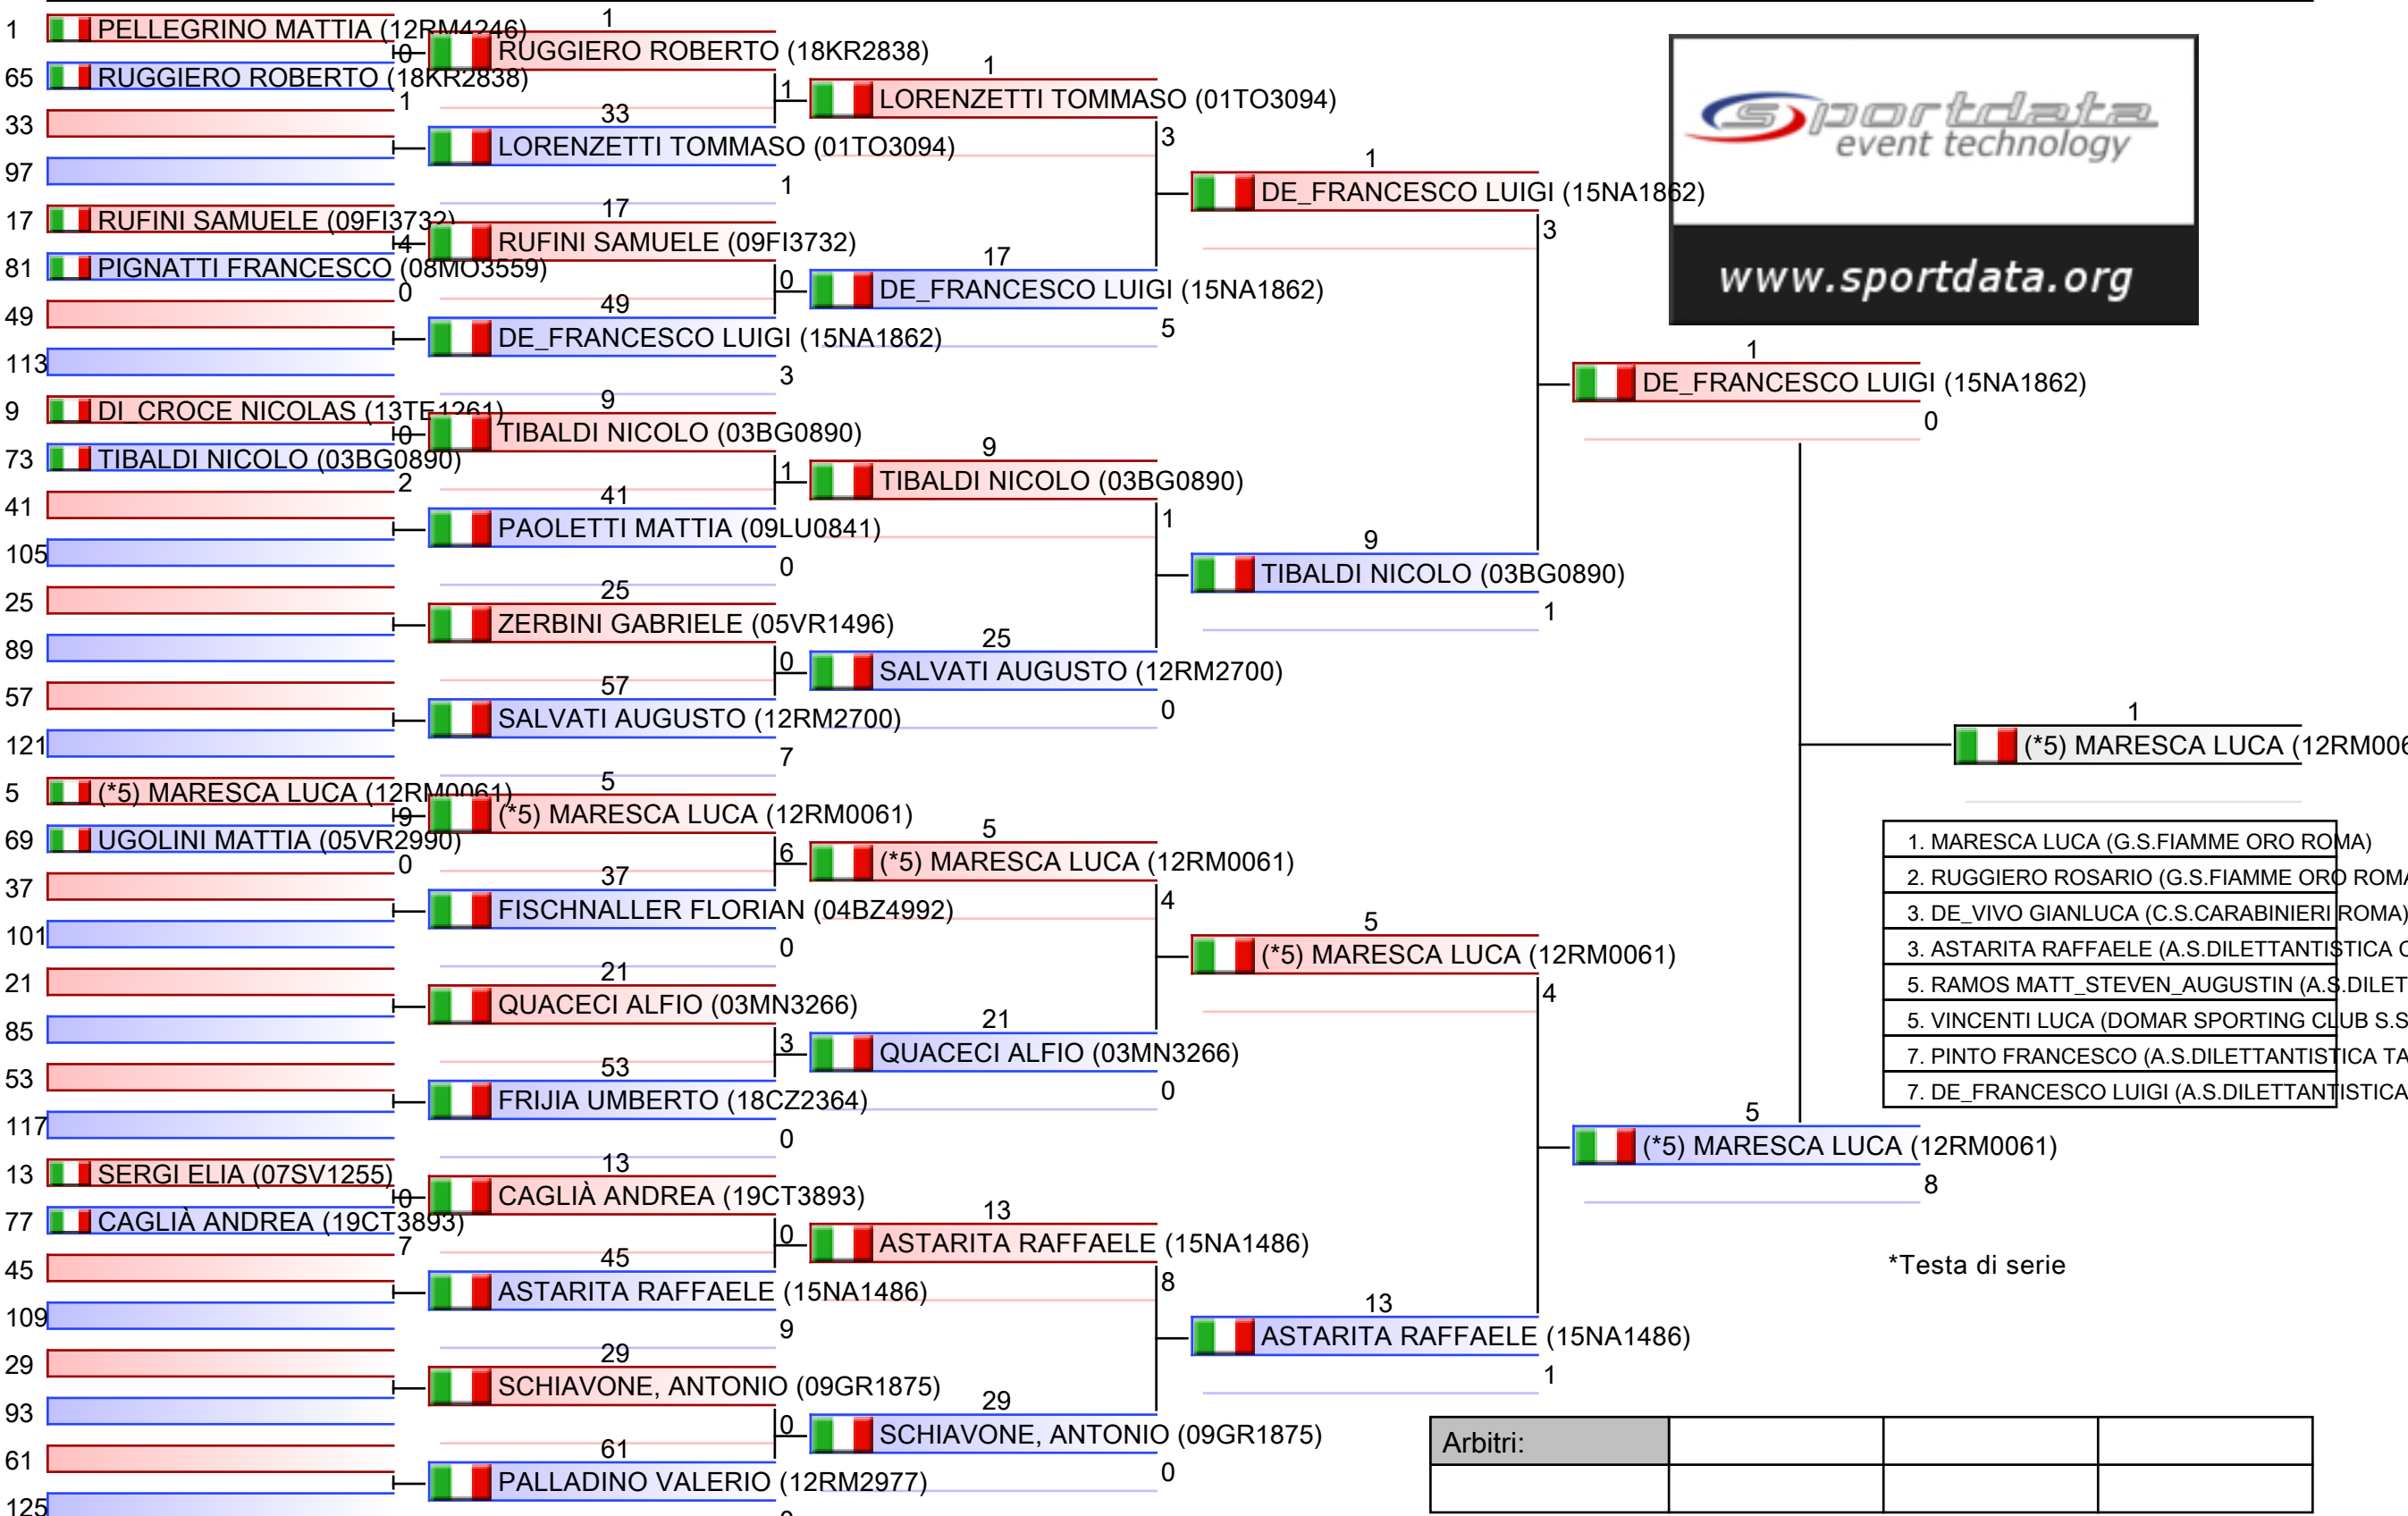 1 PELLEGRINO MATTIA (12RM4246)
0
65 RUGGIERO ROBERTO (18KR2838)
1
33
97
17 RUFINI SAMUELE (09FI3732)
4
81 PIGNATTI FRANCESCO (08MO3559)
0
49
113
9 DI_CROCE NICOLAS (13TE1261)
0
73 TIBALDI NICOLO (03BG0890)
2
41
105
25
89
57
121
5 (*5) MARESCA LUCA (12RM0061)
9
69 UGOLINI MATTIA (05VR2990)
0
37
101
21
85
53
117
13 SERGI ELIA (07SV1255)
0
77 CAGLIÀ ANDREA (19CT3893)
7
45
109
29
93
61
125
1
RUGGIERO ROBERTO (18KR2838)
1
33
LORENZETTI TOMMASO (01TO3094)
1
17
RUFINI SAMUELE (09FI3732)
0
49
DE_FRANCESCO LUIGI (15NA1862)
3
9
TIBALDI NICOLO (03BG0890)
1
41
PAOLETTI MATTIA (09LU0841)
0
25
ZERBINI GABRIELE (05VR1496)
0
57
SALVATI AUGUSTO (12RM2700)
7
5
(*5) MARESCA LUCA (12RM0061)
6
37
FISCHNALLER FLORIAN (04BZ4992)
0
21
QUACECI ALFIO (03MN3266)
3
53
FRIJIA UMBERTO (18CZ2364)
0
13
CAGLIÀ ANDREA (19CT3893)
0
45
ASTARITA RAFFAELE (15NA1486)
9
29
SCHIAVONE, ANTONIO (09GR1875)
0
61
PALLADINO VALERIO (12RM2977)
1
LORENZETTI TOMMASO (01TO3094)
3
17
DE_FRANCESCO LUIGI (15NA1862)
5
9
TIBALDI NICOLO (03BG0890)
1
25
SALVATI AUGUSTO (12RM2700)
0
5
(*5) MARESCA LUCA (12RM0061)
4
21
QUACECI ALFIO (03MN3266)
0
13
ASTARITA RAFFAELE (15NA1486)
8
29
SCHIAVONE, ANTONIO (09GR1875)
0
1
DE_FRANCESCO LUIGI (15NA1862)
3
9
TIBALDI NICOLO (03BG0890)
1
5
(*5) MARESCA LUCA (12RM0061)
4
13
ASTARITA RAFFAELE (15NA1486)
1
sportdata
event technology
www.sportdata.org
1
DE_FRANCESCO LUIGI (15NA1862)
0
5
(*5) MARESCA LUCA (12RM0061)
8
1
(*5) MARESCA LUCA (12RM006
1. MARESCA LUCA (G.S.FIAMME ORO ROMA)
2. RUGGIERO ROSARIO (G.S.FIAMME ORO ROMA
3. DE_VIVO GIANLUCA (C.S.CARABINIERI ROMA)
3. ASTARITA RAFFAELE (A.S.DILETTANTISTICA C
5. RAMOS MATT_STEVEN_AUGUSTIN (A.S.DILET
5. VINCENTI LUCA (DOMAR SPORTING CLUB S.S
7. PINTO FRANCESCO (A.S.DILETTANTISTICA TA
7. DE_FRANCESCO LUIGI (A.S.DILETTANTISTICA
*Testa di serie
Arbitri: